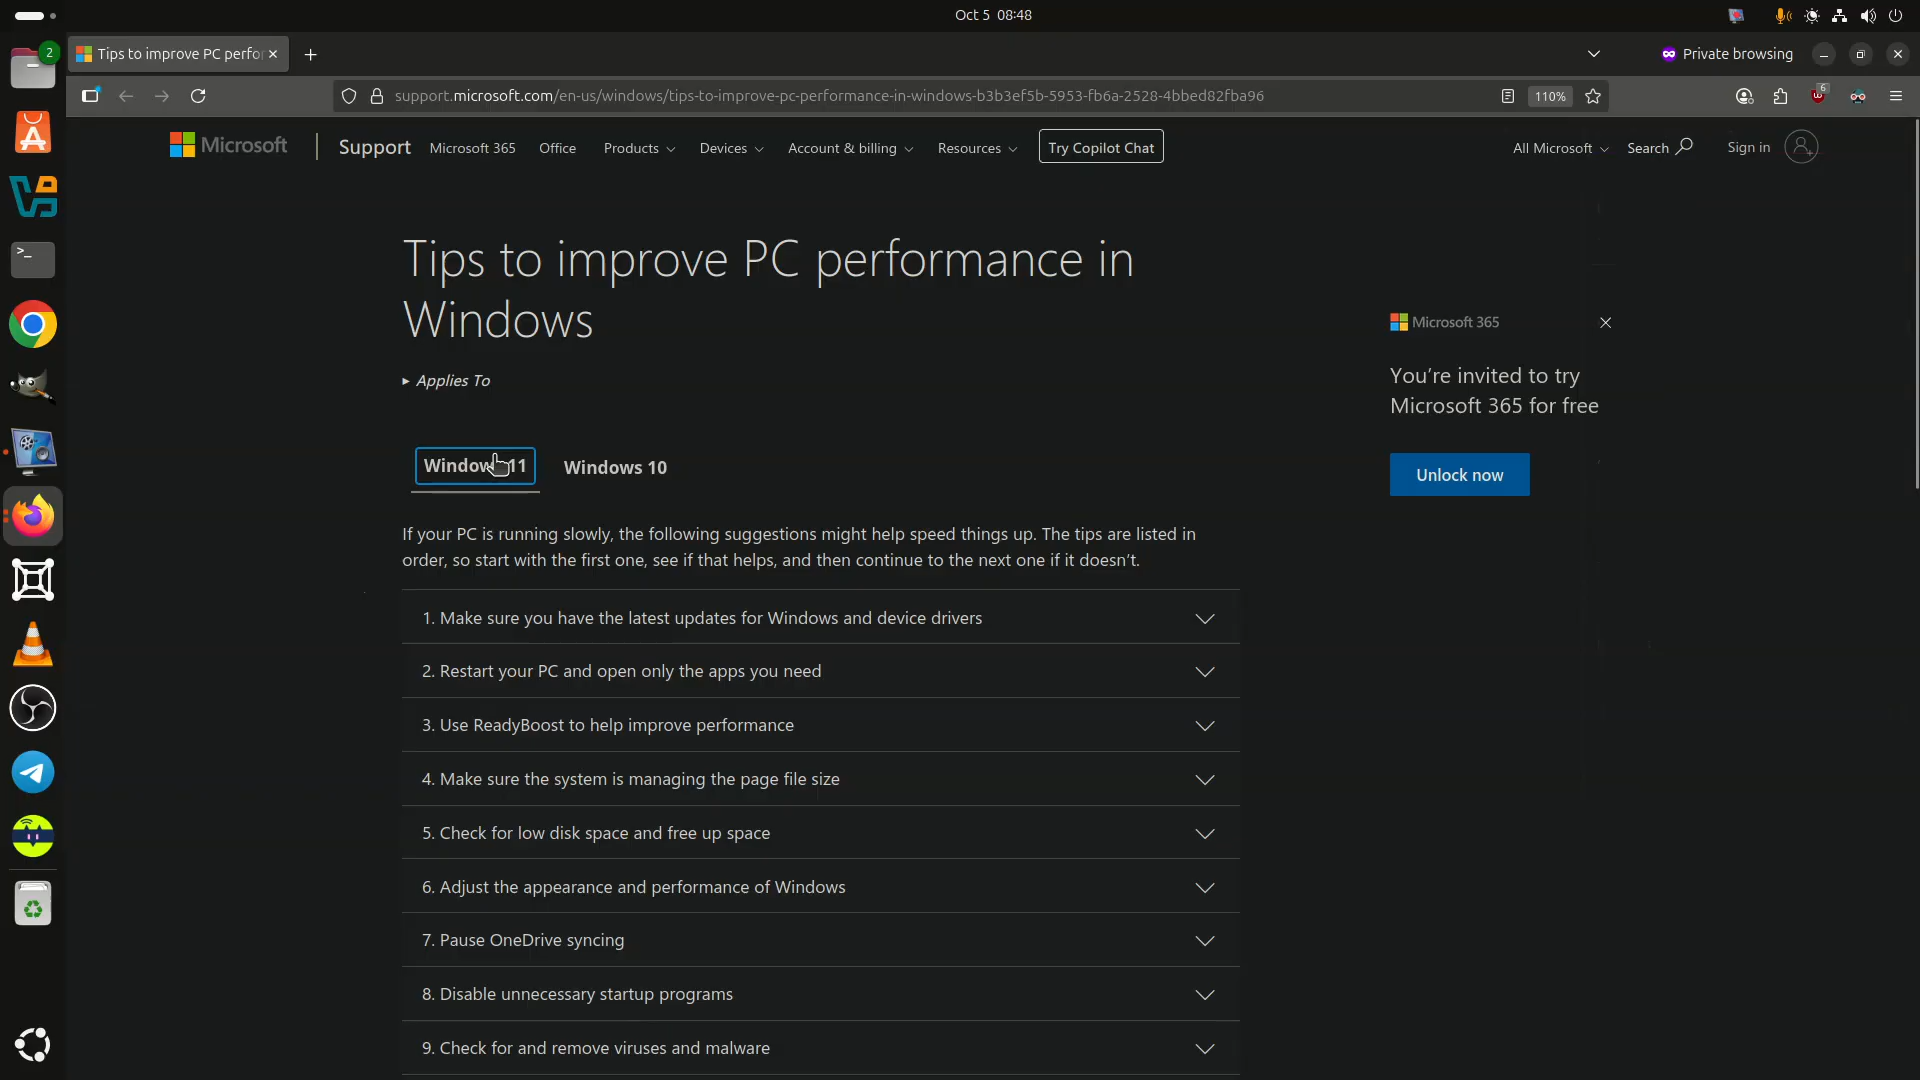 Oct 5 08:48
2
Tips to improve PC perfor
Private browsing
support.microsoft.com/en-us/windows/tips-to-improve-pc-performance-in-windows-b3b3ef5b-5953-fb6a-2528-4bbed82fba96
110%
6
Microsoft
Support
Microsoft 365
Office
Products
Devices
Account & billing
Resources
Try Copilot Chat
All Microsoft
Search
Sign in
Tips to improve PC performance in
Windows
Applies To
Windows 11
Windows 10
If your PC is running slowly, the following suggestions might help speed things up. The tips are listed in
order, so start with the first one, see if that helps, and then continue to the next one if it doesn't.
1. Make sure you have the latest updates for Windows and device drivers
2. Restart your PC and open only the apps you need
3. Use ReadyBoost to help improve performance
4. Make sure the system is managing the page file size
5. Check for low disk space and free up space
6. Adjust the appearance and performance of Windows
7. Pause OneDrive syncing
8. Disable unnecessary startup programs
9. Check for and remove viruses and malware
Microsoft 365
You're invited to try
Microsoft 365 for free
Unlock now